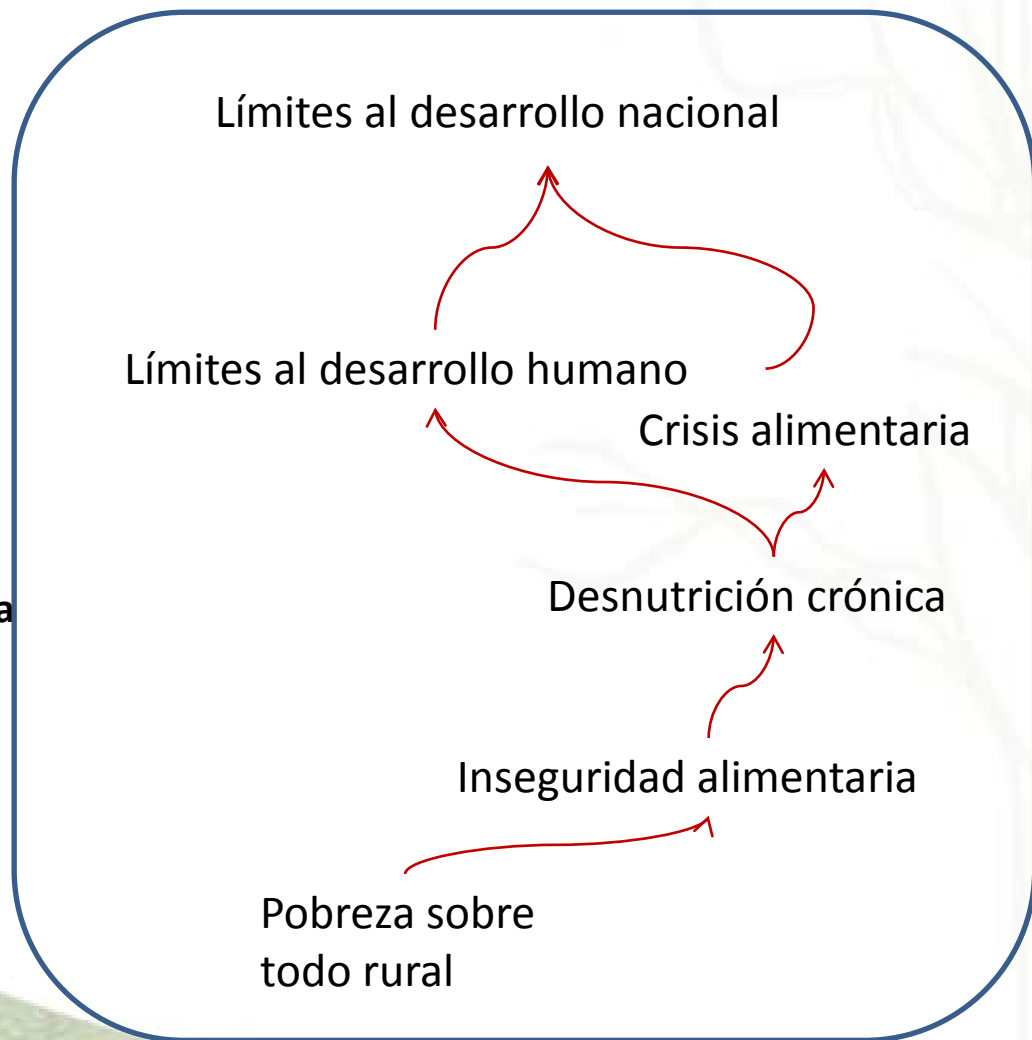 Límites al desarrollo nacional
Límites al desarrollo humano
Crisis alimentaria
Desnutrición crónica
a
Inseguridad alimentaria
Pobreza sobre
todo rural